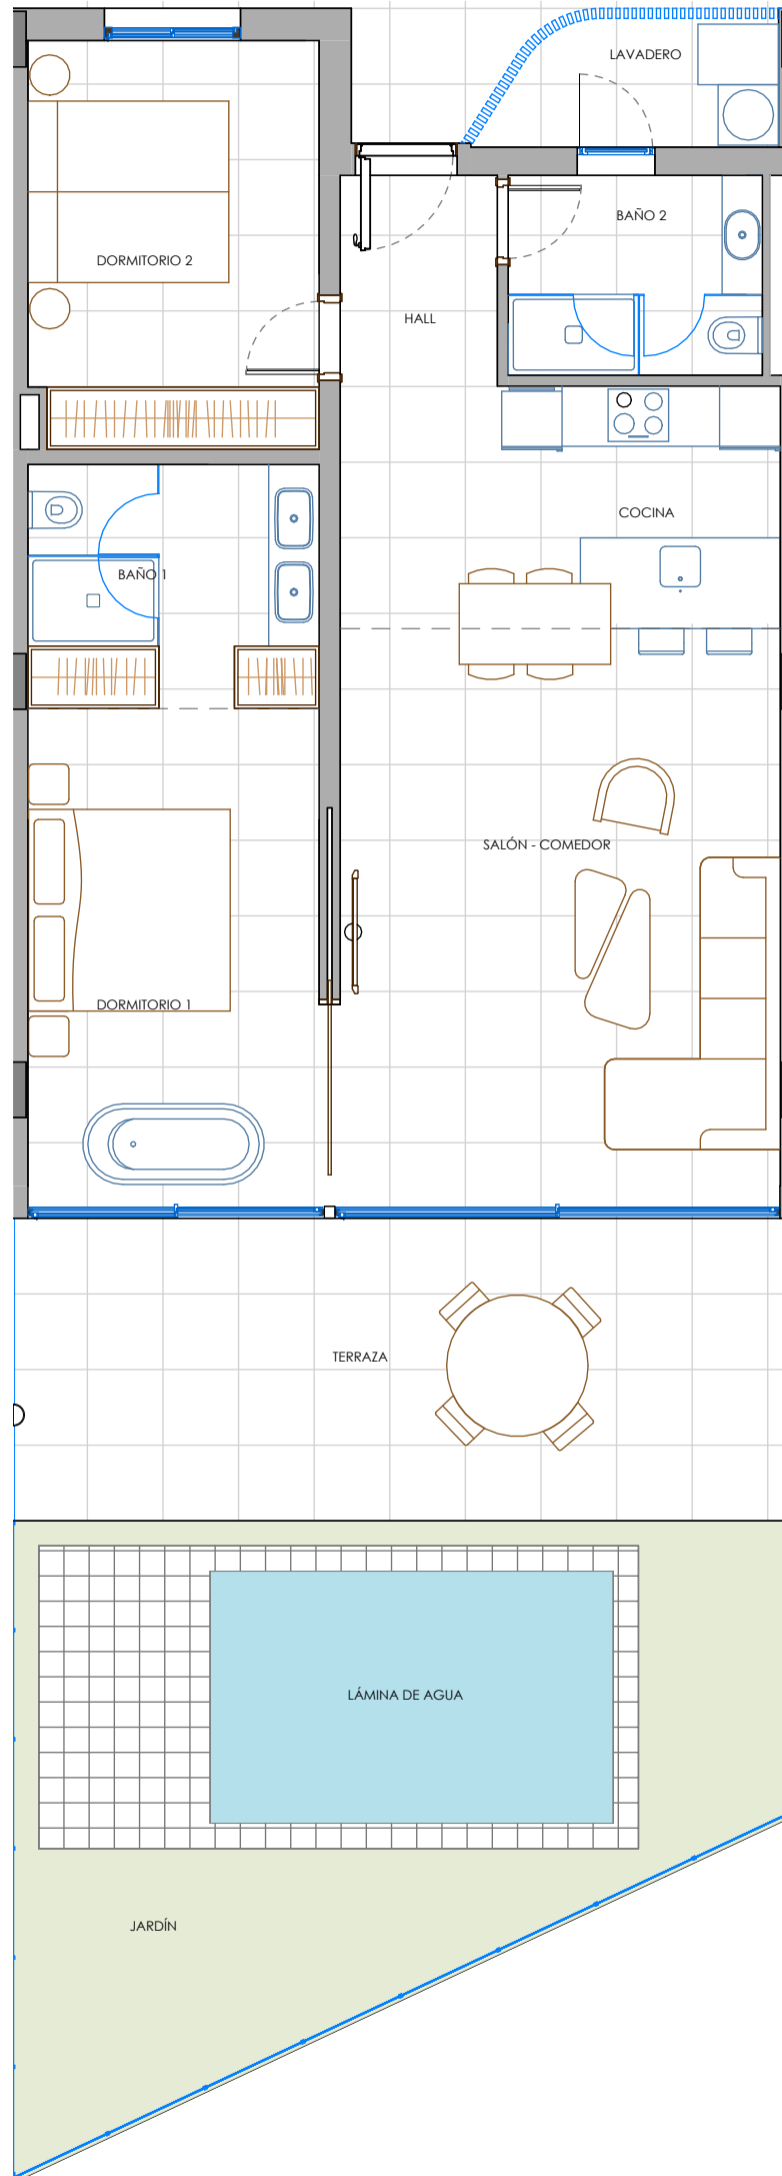 LAVADERO
BAÑO 2
DORMITORIO 2
HALL
COCINA
BAÑO 1
SALÓN - COMEDOR
DORMITORIO 1
TERRAZA
LÁMINA DE AGUA
JARDÍN